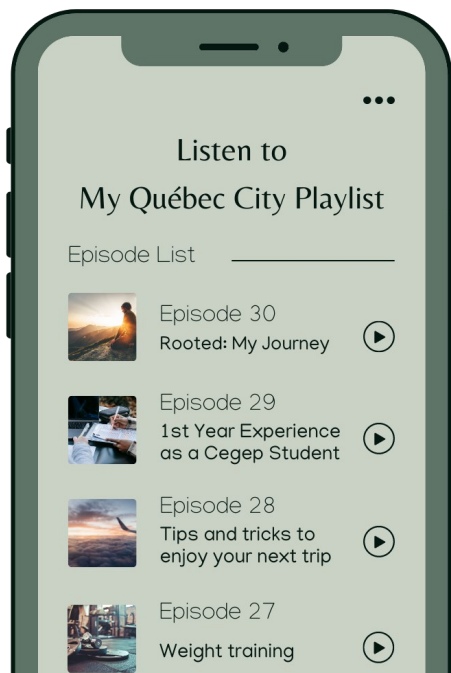 Listen to
My Québec City Playlist
Episode List
Episode 30
Rooted: My Journey
Episode 29
1st Year Experience
as a Cegep Student
Episode 28
Tips and tricks to
enjoy your next trip
Episode 27
Weight training